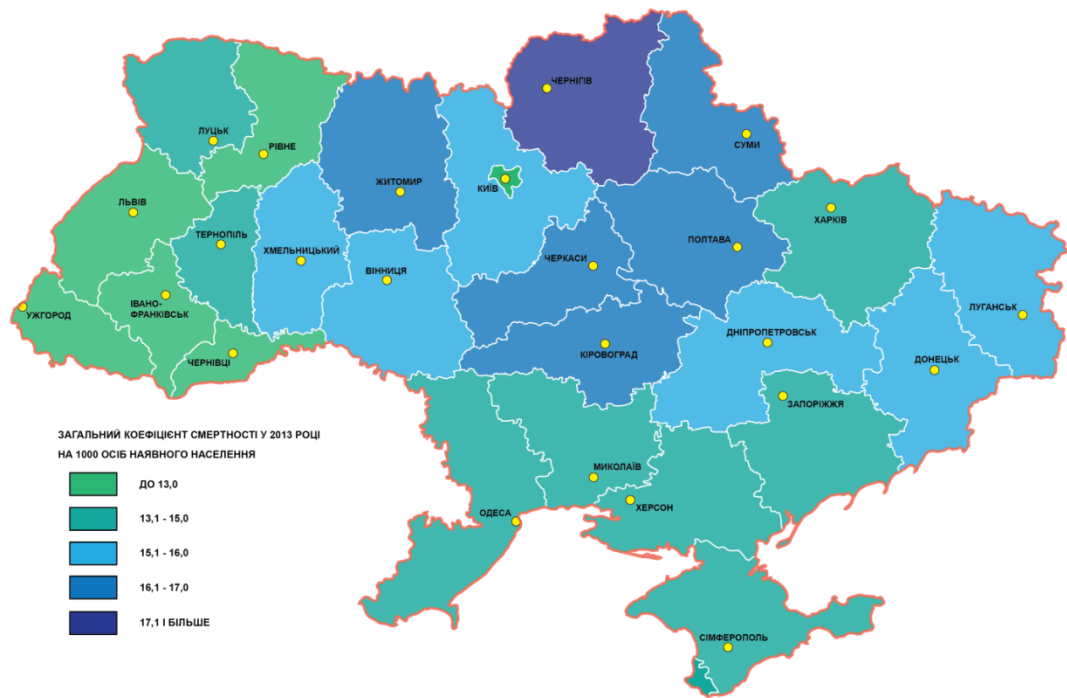 ЧЕРНІГІВ
ЛУЦЬК
РІВНЕ
СУМИ
ЖИТОМИР
КИЇВ
ЛЬВІВ
ХАРКІВ
ТЕРНОПІЛЬ
ХМЕЛЬНИЦЬКИЙ
ВІННИЦЯ
ЧЕРКАСИ
ПОЛТАВА
УЖГОРОД
ІВАНО-
ФРАНКІВСЬК
ЛУГАНСЬК
ЧЕРНІВЦІ
КІРОВОГРАД
ДНІПРОПЕТРОВСЬК
ДОНЕЦЬК
ЗАПОРІЖЖЯ
МИКОЛАЇВ
ХЕРСОН
ОДЕСА
СІМФЕРОПОЛЬ
ЗАГАЛЬНИЙ КОЕФІЦІЄНТ СМЕРТНОСТІ У 2013 РОЦІ
НА 1000 ОСІБ НАЯВНОГО НАСЕЛЕННЯ
ДО 13,0
13,1 - 15,0
15,1 - 16,0
16,1 - 17,0
17,1 І БІЛЬШЕ